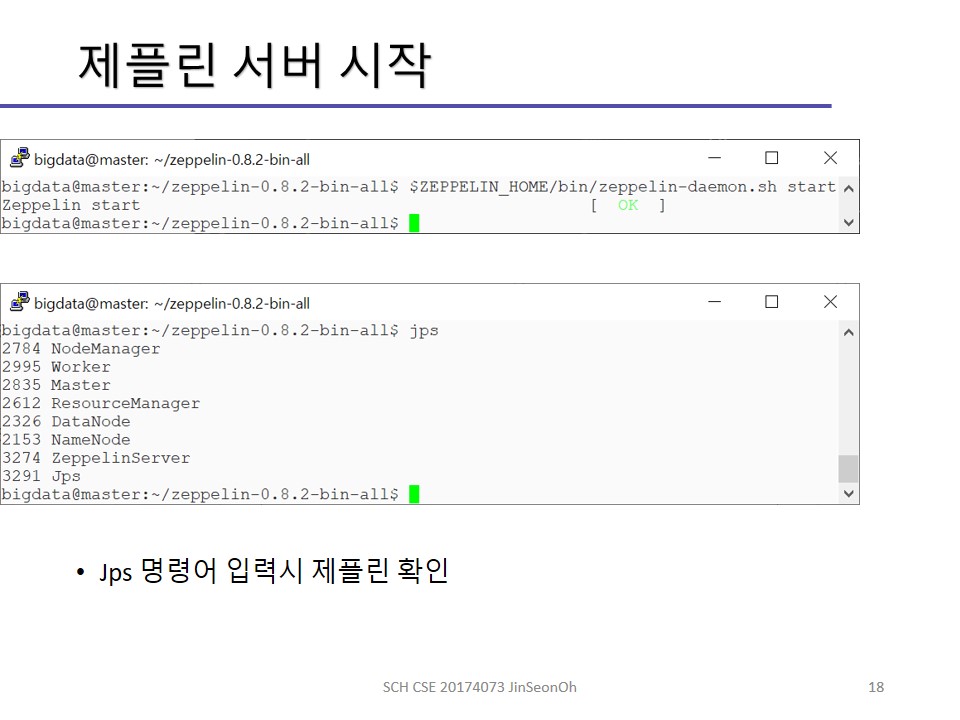 제플린 서버 시작
bigdata@master: ~/zeppelin-0.8.2-bin-all
bigdata@master:~/zeppelin-0.8.2-bin-all$ $ZEPPELIN_HOME/bin/zeppelin-daemon.sh start
Zeppelin start [ OK ]
bigdata@master:~/zeppelin-0.8.2-bin-all$
bigdata@master: ~/zeppelin-0.8.2-bin-all
bigdata@master:~/zeppelin-0.8.2-bin-all$ jps
2784 NodeManager
2995 Worker
2835 Master
2612 ResourceManager
2326 DataNode
2153 NameNode
3274 ZeppelinServer
3291 Jps
bigdata@master:~/zeppelin-0.8.2-bin-all$
• Jps 명령어 입력시 제플린 확인
SCH CSE 20174073 JinSeonOh 18